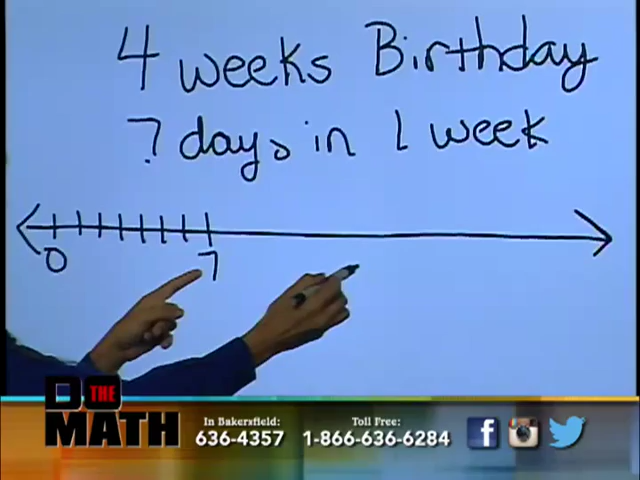 4 weeks Birthday
7 days in 1 week
0 7
DO THE MATH
In Bakersfield: 636-4357
Toll Free: 1-866-636-6284